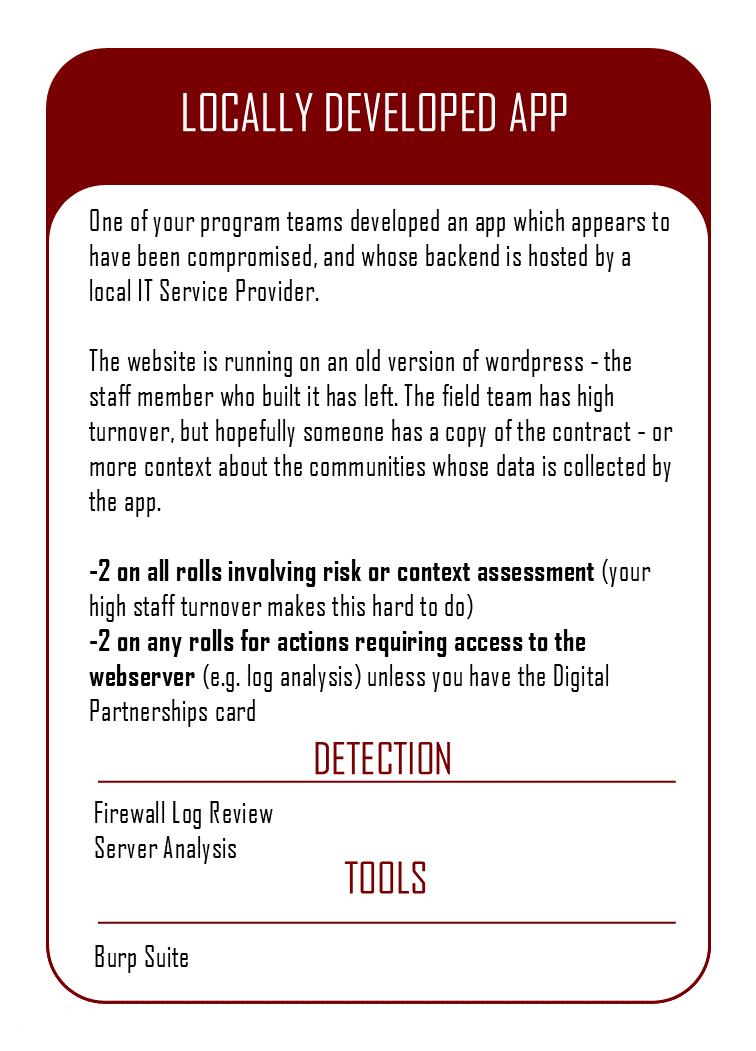 LOCALLY DEVELOPED APP
One of your program teams developed an app which appears to
have been compromised, and whose backend is hosted by a
local IT Service Provider.
The website is running on an old version of wordpress - the
staff member who built it has left. The field team has high
turnover, but hopefully someone has a copy of the contract - or
more context about the communities whose data is collected by
the app.
-2 on all rolls involving risk or context assessment (your
high staff turnover makes this hard to do)
-2 on any rolls for actions requiring access to the
webserver (e.g. log analysis) unless you have the Digital
Partnerships card
DETECTION
Firewall Log Review
Server Analysis
TOOLS
Burp Suite